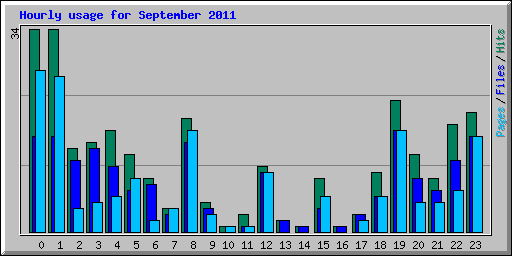 Hourly usage for September 2011
34
Pages/Files/Hits
0 1 2 3 4 5 6 7 8 9 10 11 12 13 14 15 16 17 18 19 20 21 22 23